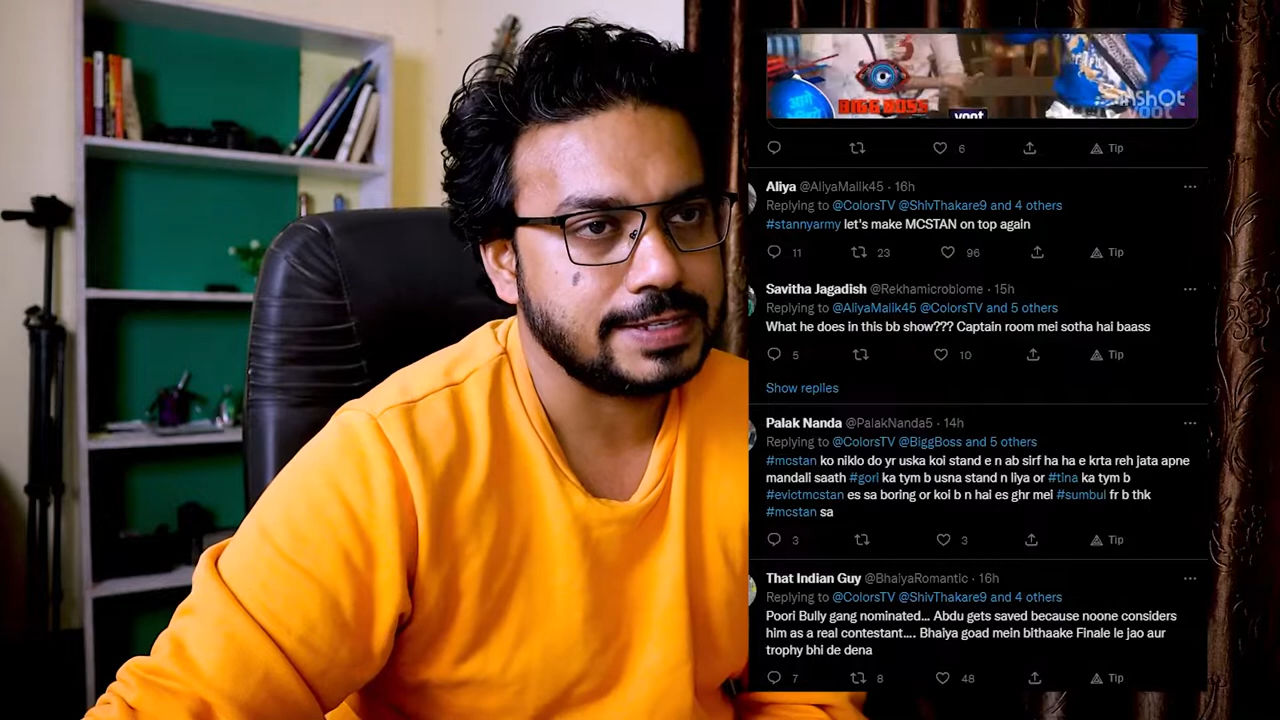 BIGG BOSS
voot
InShOt
voot
6
Tip
Aliya @AliyaMalik45 · 16h
Replying to @ColorsTV @ShivThakare9 and 4 others
#stannyarmy let's make MCSTAN on top again
11 23 96 Tip
Savitha Jagadish @Rekhamicrobiome · 15h
Replying to @AliyaMalik45 @ColorsTV and 5 others
What he does in this bb show??? Captain room mei sotha hai baass
5 10 Tip
Show replies
Palak Nanda @PalakNanda5 · 14h
Replying to @ColorsTV @BiggBoss and 5 others
#mcstan ko niklo do yr uska koi stand e n ab sirf ha ha e krta reh jata apne
mandali saath #gori ka tym b usna stand n liya or #tina ka tym b
#evictmcstan es sa boring or koi b n hai es ghr mei #sumbul fr b thk
#mcstan sa
3 3 Tip
That Indian Guy @BhaiyaRomantic · 16h
Replying to @ColorsTV @ShivThakare9 and 4 others
Poori Bully gang nominated... Abdu gets saved because noone considers
him as a real contestant.... Bhaiya goad mein bithaake Finale le jao aur
trophy bhi de dena
7 8 48 Tip